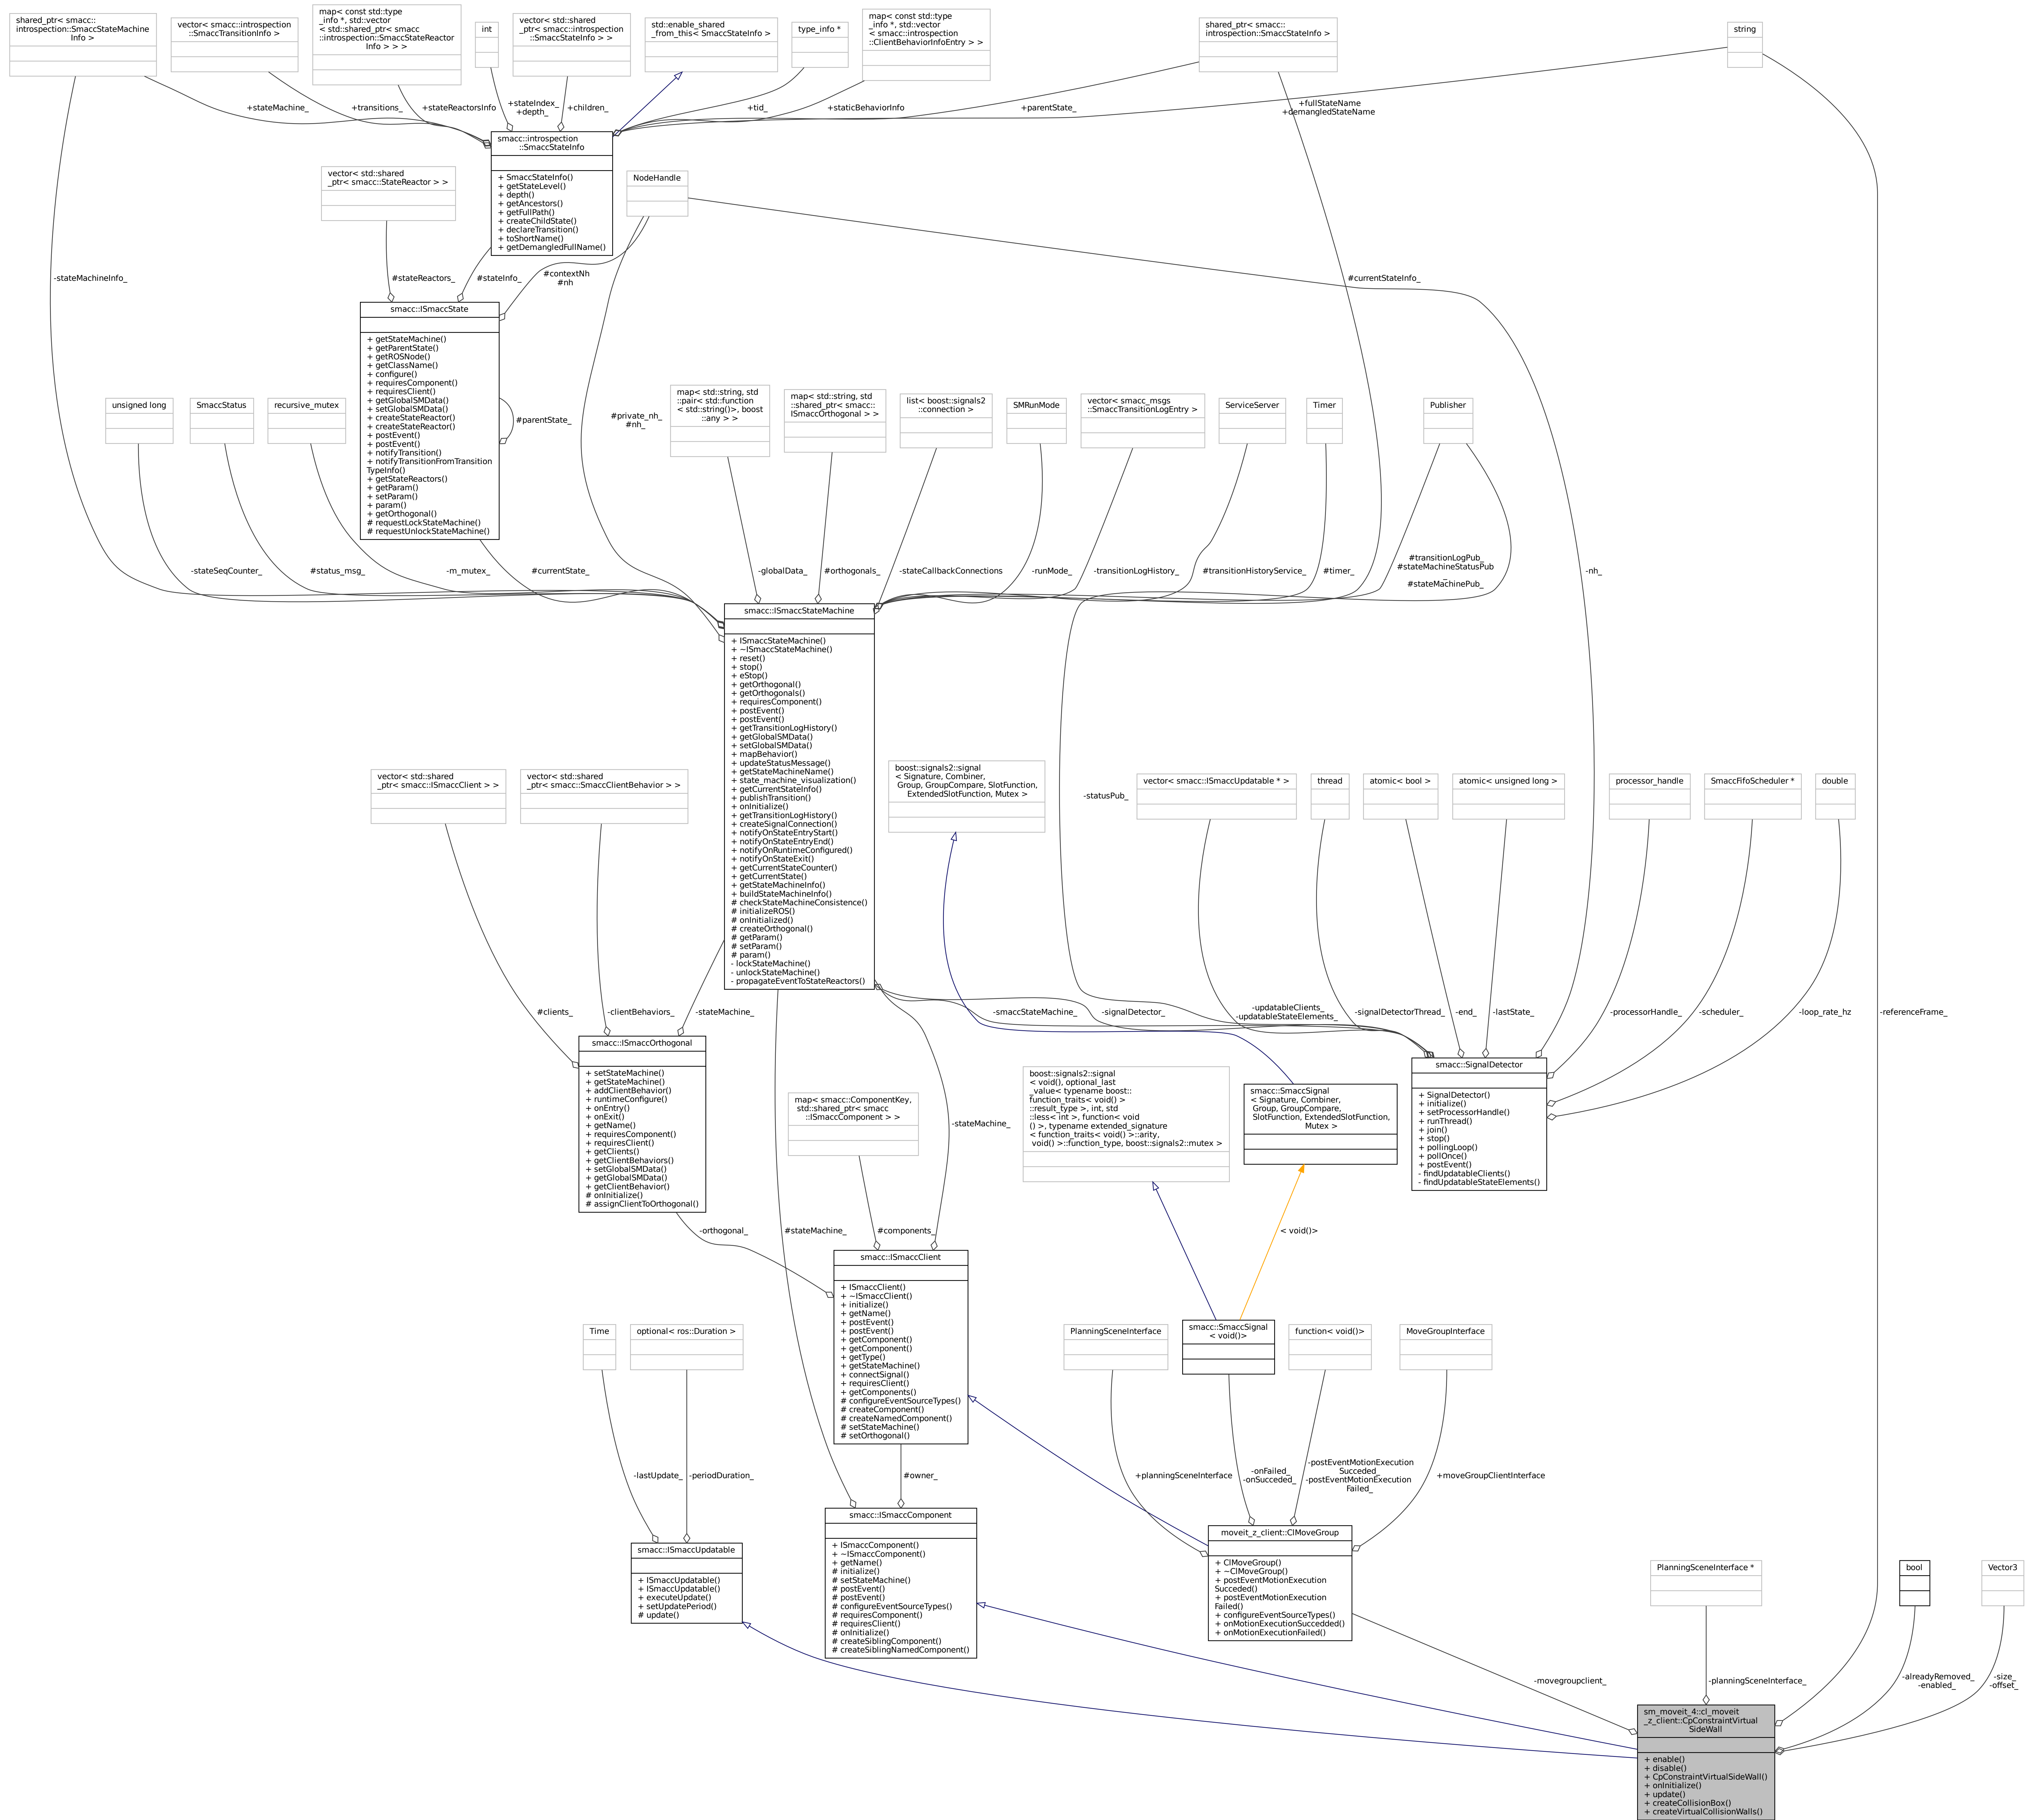 shared_ptr< smacc::
introspection::SmaccStateMachine
Info >
vector< smacc::introspection
::SmaccTransitionInfo >
map< const std::type
_info *, std::vector
< std::shared_ptr< smacc
::introspection::SmaccStateReactor
Info > > >
int
vector< std::shared
_ptr< smacc::introspection
::SmaccStateInfo > >
std::enable_shared
_from_this< SmaccStateInfo >
type_info *
map< const std::type
_info *, std::vector
< smacc::introspection
::ClientBehaviorInfoEntry > >
shared_ptr< smacc::
introspection::SmaccStateInfo >
string
+stateMachine_
+transitions_
+stateReactorsInfo
+stateIndex_
+depth_
+children_
+tid_
+staticBehaviorInfo
+parentState_
+fullStateName
+demangledStateName
smacc::introspection
::SmaccStateInfo
+ SmaccStateInfo()
+ getStateLevel()
+ depth()
+ getAncestors()
+ getFullPath()
+ createChildState()
+ declareTransition()
+ toShortName()
+ getDemangledFullName()
vector< std::shared
_ptr< smacc::StateReactor > >
NodeHandle
-stateMachineInfo_
#stateReactors_
#stateInfo_
#contextNh
#nh
#currentStateInfo_
smacc::ISmaccState
+ getStateMachine()
+ getParentState()
+ getROSNode()
+ getClassName()
+ configure()
+ requiresComponent()
+ requiresClient()
+ getGlobalSMData()
+ setGlobalSMData()
+ createStateReactor()
+ createStateReactor()
+ postEvent()
+ postEvent()
+ notifyTransition()
+ notifyTransitionFromTransition
TypeInfo()
+ getStateReactors()
+ getParam()
+ setParam()
+ param()
+ getOrthogonal()
# requestLockStateMachine()
# requestUnlockStateMachine()
#parentState_
unsigned long
SmaccStatus
recursive_mutex
#private_nh_
#nh_
map< std::string, std
::pair< std::function
< std::string()>, boost
::any > >
map< std::string, std
::shared_ptr< smacc::
ISmaccOrthogonal > >
list< boost::signals2
::connection >
SMRunMode
vector< smacc_msgs
::SmaccTransitionLogEntry >
ServiceServer
Timer
Publisher
-stateSeqCounter_
#status_msg_
-m_mutex_
#currentState_
-globalData_
#orthogonals_
-stateCallbackConnections
-runMode_
-transitionLogHistory_
#transitionHistoryService_
#timer_
#transitionLogPub_
#stateMachineStatusPub
_
#stateMachinePub_
-nh_
smacc::ISmaccStateMachine
+ ISmaccStateMachine()
+ ~ISmaccStateMachine()
+ reset()
+ stop()
+ eStop()
+ getOrthogonal()
+ getOrthogonals()
+ requiresComponent()
+ postEvent()
+ postEvent()
+ getTransitionLogHistory()
+ getGlobalSMData()
+ setGlobalSMData()
+ mapBehavior()
+ updateStatusMessage()
+ getStateMachineName()
+ state_machine_visualization()
+ getCurrentStateInfo()
+ publishTransition()
+ onInitialize()
+ getTransitionLogHistory()
+ createSignalConnection()
+ notifyOnStateEntryStart()
+ notifyOnStateEntryEnd()
+ notifyOnRuntimeConfigured()
+ notifyOnStateExit()
+ getCurrentStateCounter()
+ getCurrentState()
+ getStateMachineInfo()
+ buildStateMachineInfo()
# checkStateMachineConsistence()
# initializeROS()
# onInitialized()
# createOrthogonal()
# getParam()
# setParam()
# param()
- lockStateMachine()
- unlockStateMachine()
- propagateEventToStateReactors()
vector< std::shared
_ptr< smacc::ISmaccClient > >
vector< std::shared
_ptr< smacc::SmaccClientBehavior > >
boost::signals2::signal
< Signature, Combiner,
Group, GroupCompare, SlotFunction,
ExtendedSlotFunction, Mutex >
-statusPub_
vector< smacc::ISmaccUpdatable * >
thread
atomic< bool >
atomic< unsigned long >
processor_handle
SmaccFifoScheduler *
double
#clients_
-clientBehaviors_
-stateMachine_
-smaccStateMachine_
-signalDetector_
-updatableClients_
-updatableStateElements_
-signalDetectorThread_
-end_
-lastState_
-processorHandle_
-scheduler_
-loop_rate_hz
-referenceFrame_
smacc::ISmaccOrthogonal
+ setStateMachine()
+ getStateMachine()
+ addClientBehavior()
+ runtimeConfigure()
+ onEntry()
+ onExit()
+ getName()
+ requiresComponent()
+ requiresClient()
+ getClients()
+ getClientBehaviors()
+ setGlobalSMData()
+ getGlobalSMData()
+ getClientBehavior()
# onInitialize()
# assignClientToOrthogonal()
map< smacc::ComponentKey,
std::shared_ptr< smacc
::ISmaccComponent > >
-stateMachine_
boost::signals2::signal
< void(), optional_last
_value< typename boost::
function_traits< void() >
::result_type >, int, std
::less< int >, function< void
() >, typename extended_signature
< function_traits< void() >::arity,
void() >::function_type, boost::signals2::mutex >
smacc::SmaccSignal
< Signature, Combiner,
Group, GroupCompare,
SlotFunction, ExtendedSlotFunction,
Mutex >
smacc::SignalDetector
+ SignalDetector()
+ initialize()
+ setProcessorHandle()
+ runThread()
+ join()
+ stop()
+ pollingLoop()
+ pollOnce()
+ postEvent()
- findUpdatableClients()
- findUpdatableStateElements()
-orthogonal_
#stateMachine_
#components_
< void()>
smacc::ISmaccClient
+ ISmaccClient()
+ ~ISmaccClient()
+ initialize()
+ getName()
+ postEvent()
+ postEvent()
+ getComponent()
+ getComponent()
+ getType()
+ getStateMachine()
+ connectSignal()
+ requiresClient()
+ getComponents()
# configureEventSourceTypes()
# createComponent()
# createNamedComponent()
# setStateMachine()
# setOrthogonal()
Time
optional< ros::Duration >
PlanningSceneInterface
smacc::SmaccSignal
< void()>
function< void()>
MoveGroupInterface
-lastUpdate_
-periodDuration_
#owner_
+planningSceneInterface
-onFailed_
-onSucceded_
-postEventMotionExecution
Succeded_
-postEventMotionExecution
Failed_
+moveGroupClientInterface
smacc::ISmaccUpdatable
+ ISmaccUpdatable()
+ ISmaccUpdatable()
+ executeUpdate()
+ setUpdatePeriod()
# update()
smacc::ISmaccComponent
+ ISmaccComponent()
+ ~ISmaccComponent()
+ getName()
# initialize()
# setStateMachine()
# postEvent()
# postEvent()
# configureEventSourceTypes()
# requiresComponent()
# requiresClient()
# onInitialize()
# createSiblingComponent()
# createSiblingNamedComponent()
moveit_z_client::ClMoveGroup
+ ClMoveGroup()
+ ~ClMoveGroup()
+ postEventMotionExecution
Succeded()
+ postEventMotionExecution
Failed()
+ configureEventSourceTypes()
+ onMotionExecutionSuccedded()
+ onMotionExecutionFailed()
PlanningSceneInterface *
bool
Vector3
-movegroupclient_
-planningSceneInterface_
-alreadyRemoved_
-enabled_
-size_
-offset_
sm_moveit_4::cl_moveit
_z_client::CpConstraintVirtual
SideWall
+ enable()
+ disable()
+ CpConstraintVirtualSideWall()
+ onInitialize()
+ update()
+ createCollisionBox()
+ createVirtualCollisionWalls()